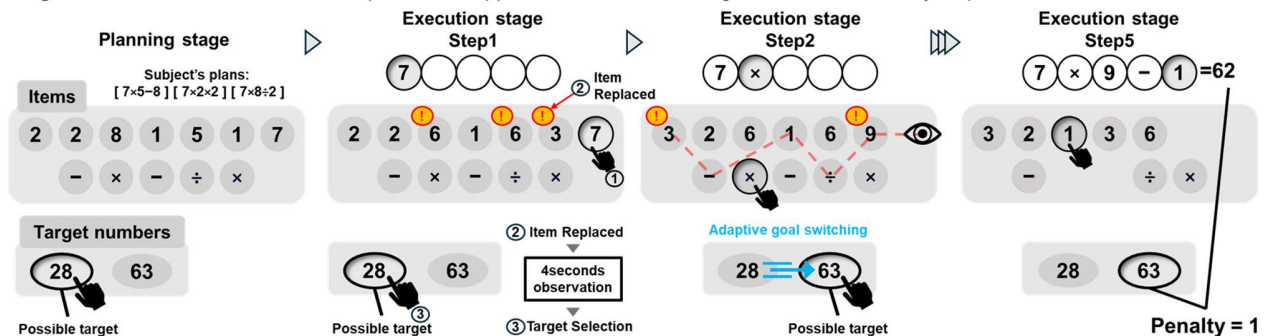 Planning stage
Subject's plans:
[ 7×5−8 ] [ 7×2×2 ] [ 7×8÷2 ]
Items
2 2 8 1 5 1 7
− × − ÷ ×
Target numbers
28 63
Possible target
Execution stage
Step1
7
② Item
Replaced
! ! !
2 2 6 1 6 3 7
− × − ÷ ×
①
28 63
③
Possible target
② Item Replaced
4seconds
observation
③ Target Selection
Execution stage
Step2
7 ×
! !
3 2 6 1 6 9
− × − ÷ ×
Adaptive goal switching
28 63
Possible target
Execution stage
Step5
7 × 9 − 1 =62
3 2 1 3 6
− ÷ ×
28 63
Penalty = 1